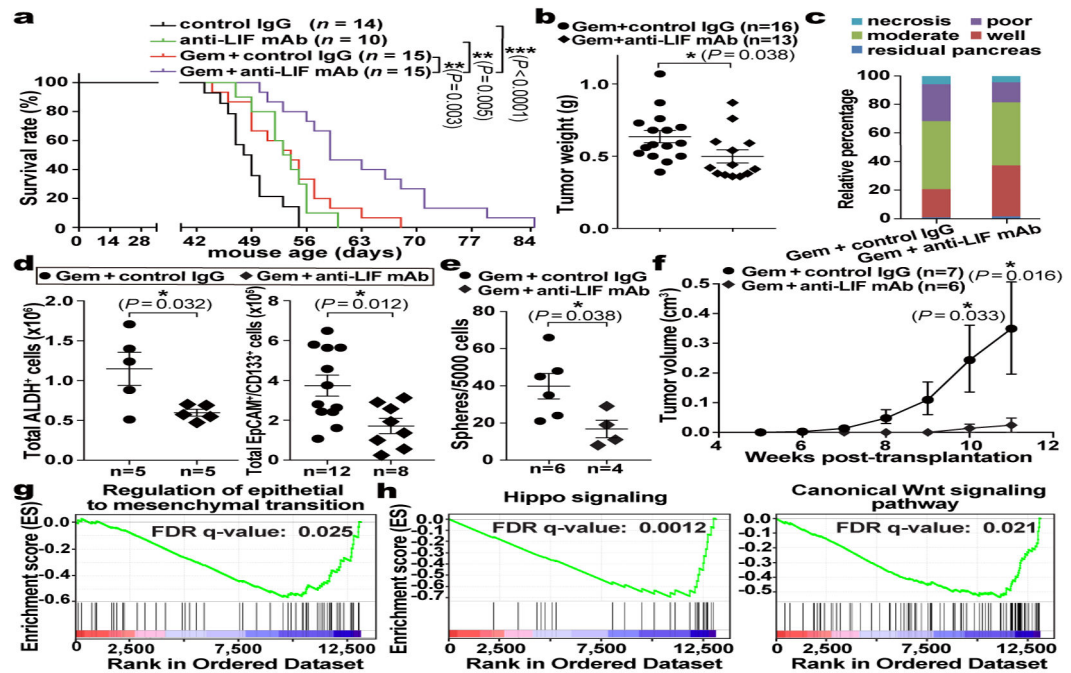 a
control IgG (n = 14)
anti-LIF mAb (n = 10)
Gem + control IgG (n = 15)
Gem + anti-LIF mAb (n = 15)
**
(P=0.003)
**
(P=0.005)
***
(P<0.0001)
Survival rate (%)
100
80
60
40
20
0
0 14 28 42 49 56 63 70 77 84
mouse age (days)
b
Gem+control IgG (n=16)
Gem+anti-LIF mAb (n=13)
* (P=0.038)
Tumor weight (g)
1.0
0.5
0.0
c
necrosis poor
moderate well
residual pancreas
Relative percentage
100
80
60
40
20
0
Gem + control IgG
Gem + anti-LIF mAb
d
Gem + control IgG Gem + anti-LIF mAb
*
(P=0.032)
Total ALDH⁺ cells (x10⁶)
2.0
1.5
1.0
0.5
0.0
n=5 n=5
*
(P=0.012)
Total EpCAM⁺/CD133⁺ cells (x10⁶)
8
6
4
2
0
n=12 n=8
e
Gem + control IgG
Gem + anti-LIF mAb
*
(P=0.038)
Spheres/5000 cells
80
60
40
20
0
n=6 n=4
f
Gem + control IgG (n=7)
Gem + anti-LIF mAb (n=6)
*
(P=0.016)
*
(P=0.033)
Tumor volume (cm³)
0.5
0.4
0.3
0.2
0.1
0.0
4 6 8 10 12
Weeks post-transplantation
g
Regulation of epithetial
to mesenchymal transition
FDR q-value: 0.025
Enrichment score (ES)
0.0
-0.2
-0.4
-0.6
0 2,500 7,500 12,500
Rank in Ordered Dataset
h
Hippo signaling
FDR q-value: 0.0012
Enrichment score (ES)
0.0
-0.1
-0.2
-0.3
-0.4
-0.5
-0.6
-0.7
0 2,500 7,500 12,500
Rank in Ordered Dataset
Canonical Wnt signaling
pathway
FDR q-value: 0.021
0.0
-0.1
-0.2
-0.3
-0.4
-0.5
0 2,500 7,500 12,500
Rank in Ordered Dataset